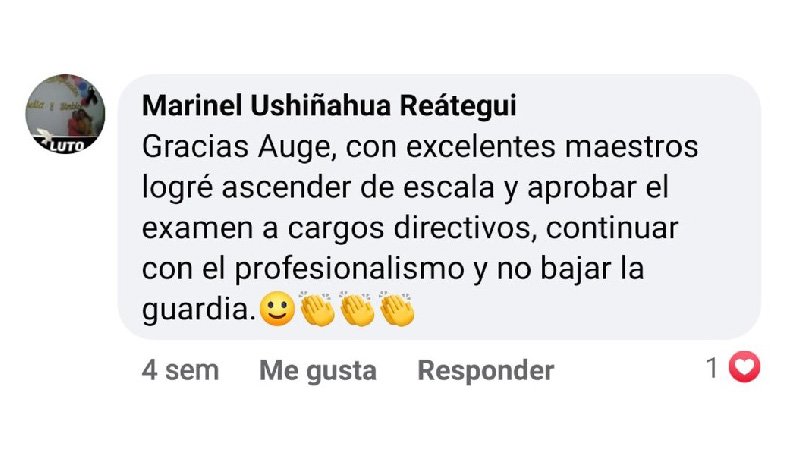 Marinel Ushiñahua Reátegui
Gracias Auge, con excelentes maestros
logré ascender de escala y aprobar el
examen a cargos directivos, continuar
con el profesionalismo y no bajar la
guardia.🙂👏👏👏
LUTO
4 sem Me gusta Responder 1